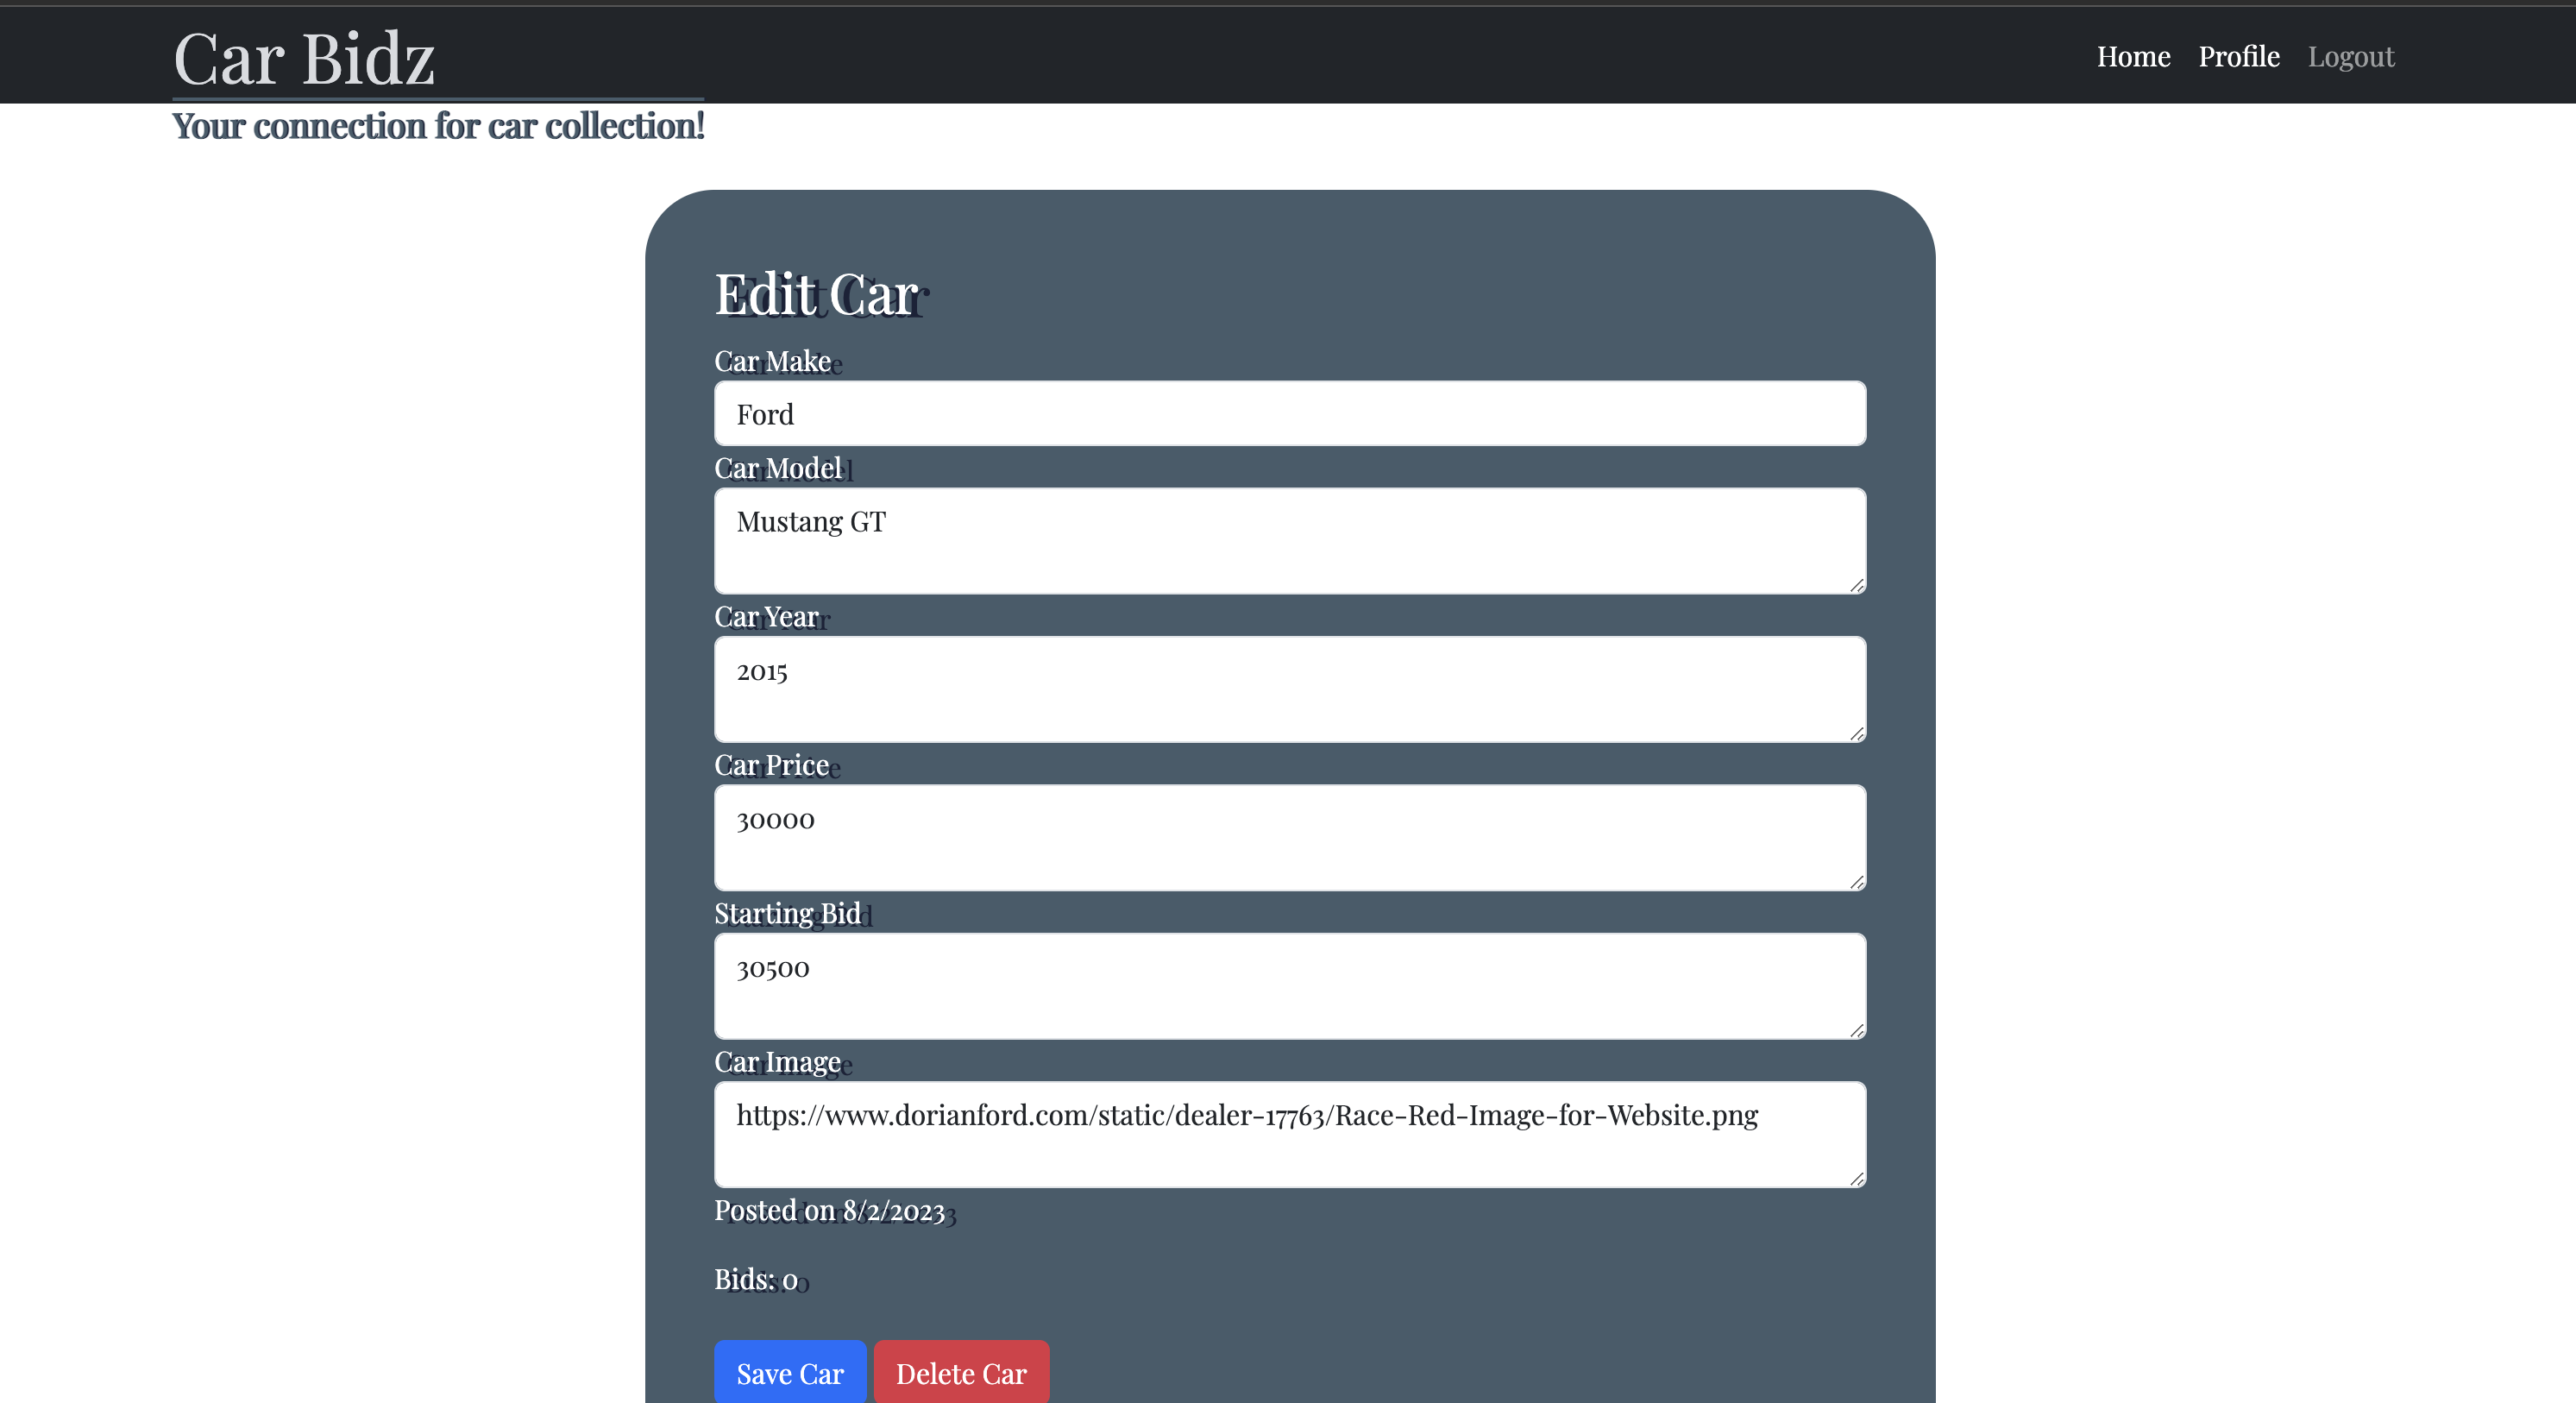 Car Bidz
Home Profile Logout
Your connection for car collection!
Edit Car
Car Make
Ford
Car Model
Mustang GT
Car Year
2015
Car Price
30000
Starting Bid
30500
Car Image
https://www.dorianford.com/static/dealer-17763/Race-Red-Image-for-Website.png
Posted on 8/2/2023
Bids: 0
Save Car Delete Car